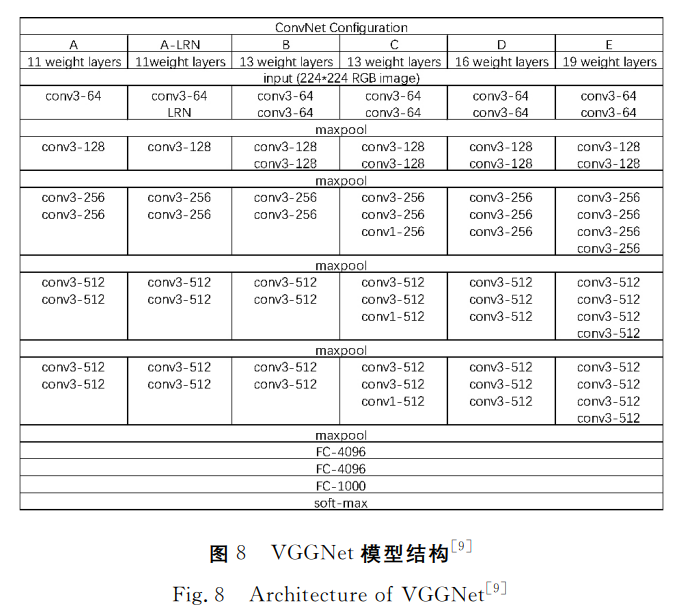 ConvNet Configuration
A A-LRN B C D E
11 weight layers 11weight layers 13 weight layers 13 weight layers 16 weight layers 19 weight layers
input (224*224 RGB image)
conv3-64 conv3-64 conv3-64 conv3-64 conv3-64 conv3-64
LRN conv3-64 conv3-64 conv3-64 conv3-64
maxpool
conv3-128 conv3-128 conv3-128 conv3-128 conv3-128 conv3-128
conv3-128 conv3-128 conv3-128 conv3-128
maxpool
conv3-256 conv3-256 conv3-256 conv3-256 conv3-256 conv3-256
conv3-256 conv3-256 conv3-256 conv3-256 conv3-256 conv3-256
conv1-256 conv3-256 conv3-256
conv3-256
maxpool
conv3-512 conv3-512 conv3-512 conv3-512 conv3-512 conv3-512
conv3-512 conv3-512 conv3-512 conv3-512 conv3-512 conv3-512
conv1-512 conv3-512 conv3-512
conv3-512
maxpool
conv3-512 conv3-512 conv3-512 conv3-512 conv3-512 conv3-512
conv3-512 conv3-512 conv3-512 conv3-512 conv3-512 conv3-512
conv1-512 conv3-512 conv3-512
conv3-512
maxpool
FC-4096
FC-4096
FC-1000
soft-max
图 8 VGGNet 模型结构[9]
Fig. 8 Architecture of VGGNet[9]